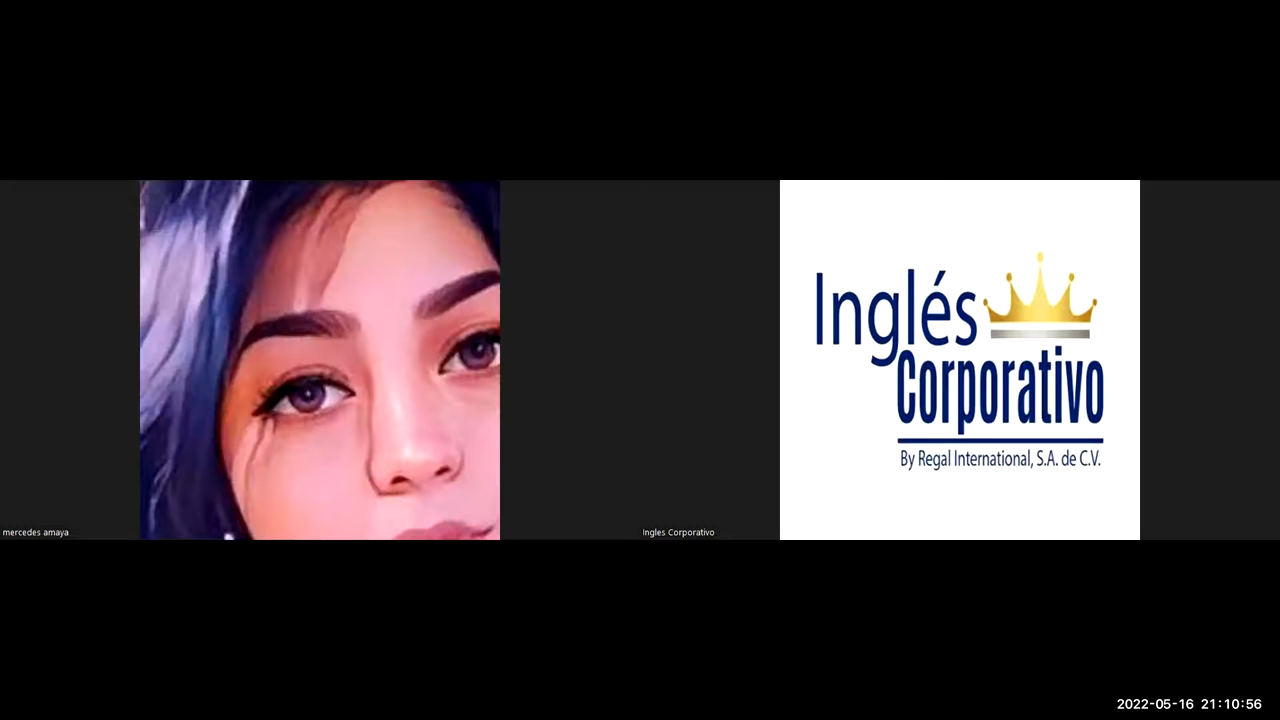 Inglés
Corporativo
By Regal International, S.A. de C.V.
mercedes amaya
Ingles Corporativo
2022-05-16 21:10:56